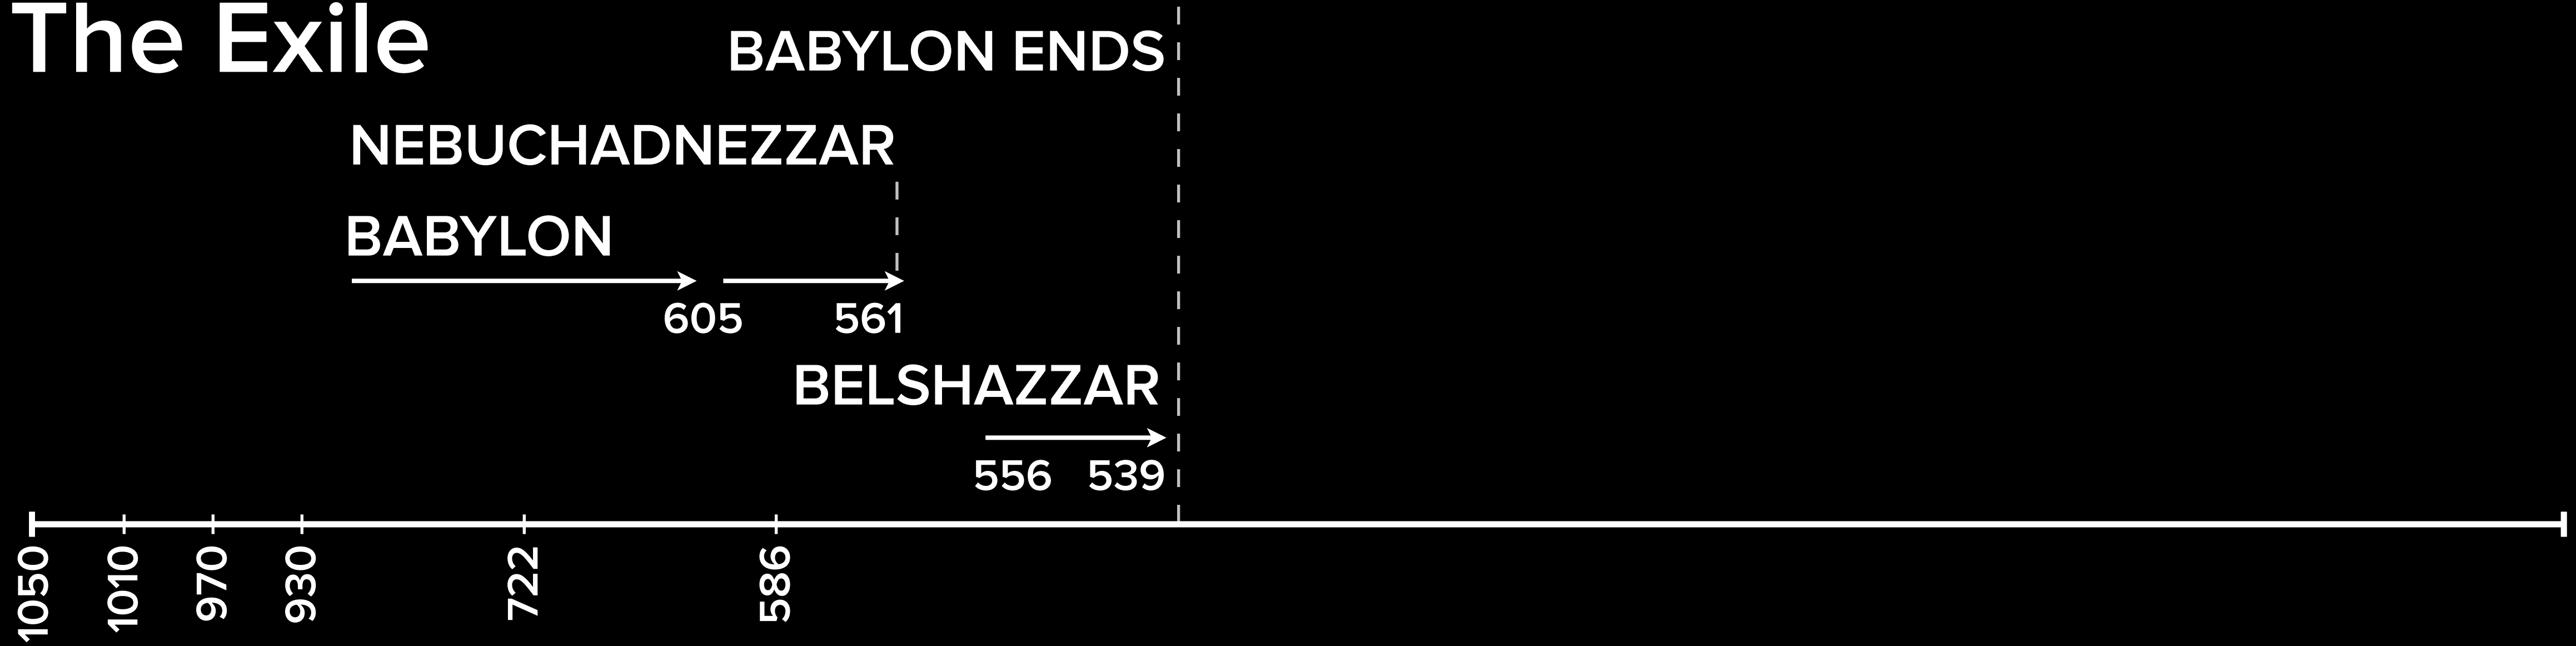 The Exile
BABYLON ENDS
NEBUCHADNEZZAR
BABYLON
605 561
BELSHAZZAR
556 539
1050 1010 970 930 722 586